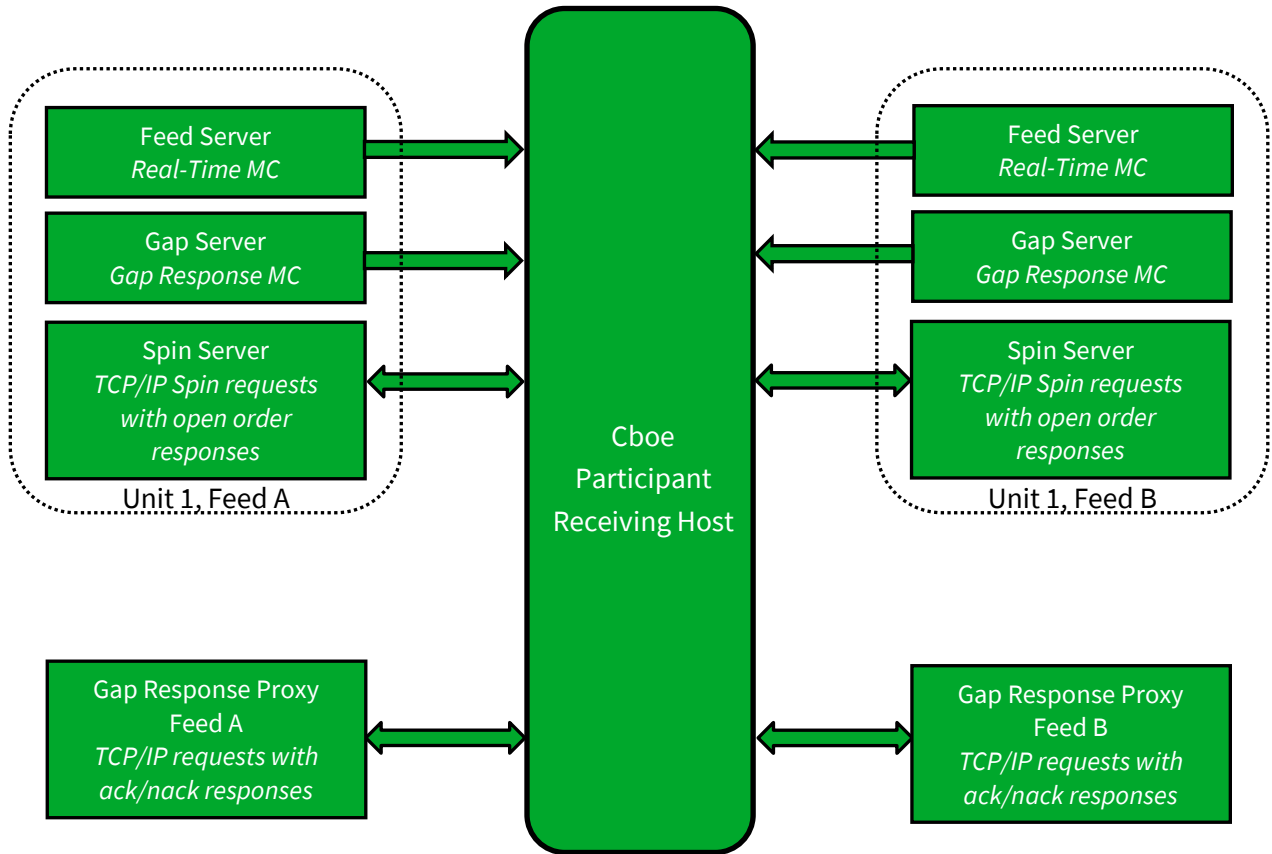 Feed Server
Real-Time MC
Gap Server
Gap Response MC
Spin Server
TCP/IP Spin requests
with open order
responses
Unit 1, Feed A
Gap Response Proxy
Feed A
TCP/IP requests with
ack/nack responses
Cboe
Participant
Receiving Host
Feed Server
Real-Time MC
Gap Server
Gap Response MC
Spin Server
TCP/IP Spin requests
with open order
responses
Unit 1, Feed B
Gap Response Proxy
Feed B
TCP/IP requests with
ack/nack responses